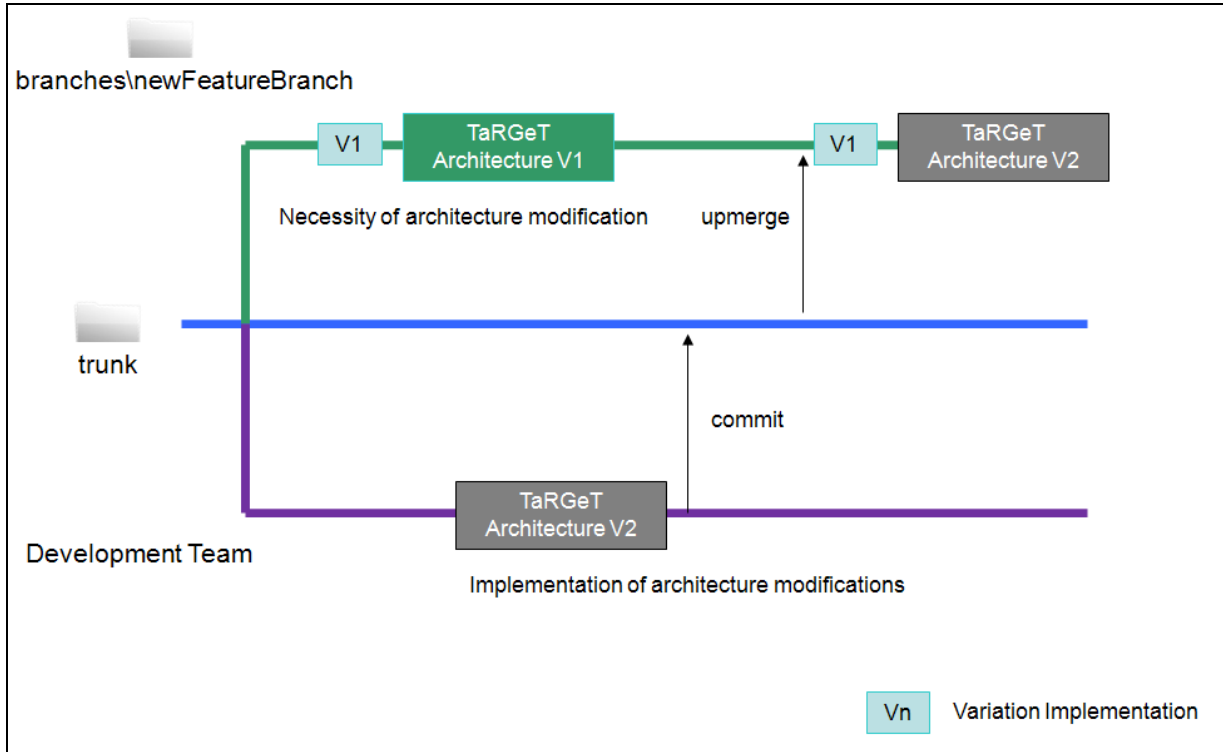 branches\newFeatureBranch
V1
TaRGeT
Architecture V1
V1
TaRGeT
Architecture V2
Necessity of architecture modification
upmerge
trunk
commit
TaRGeT
Architecture V2
Development Team
Implementation of architecture modifications
Vn
Variation Implementation